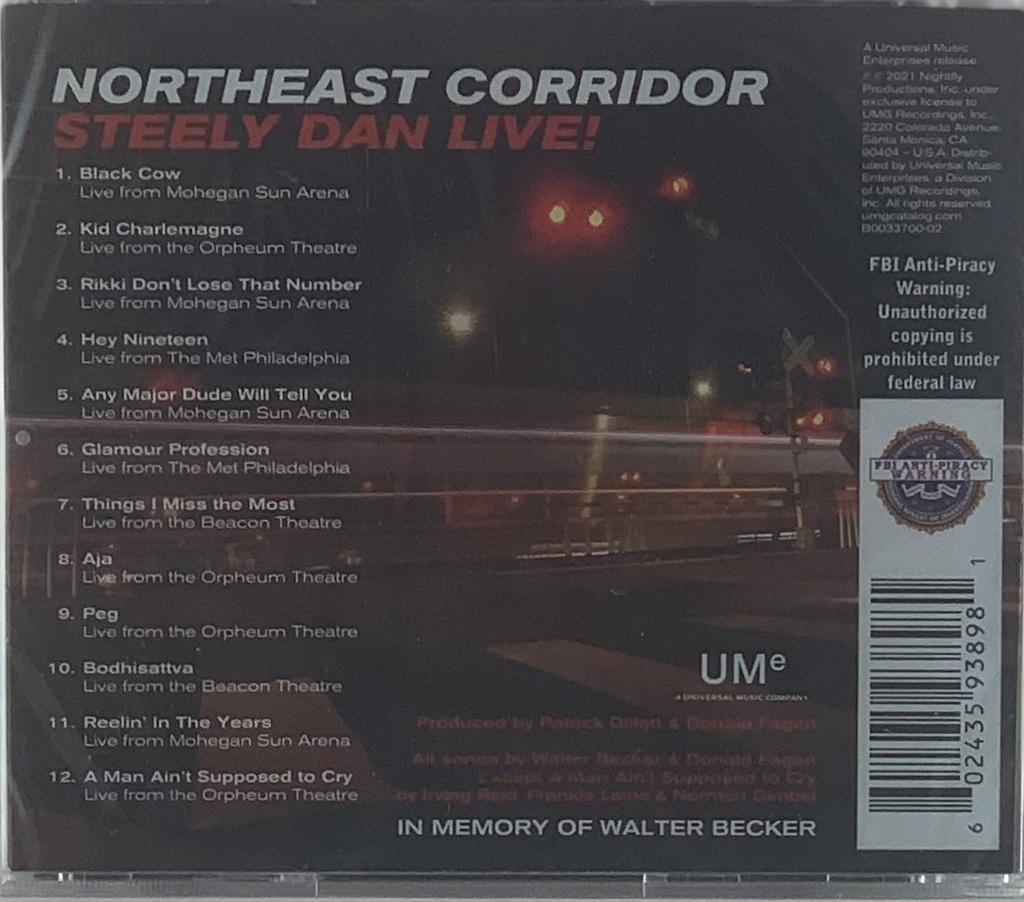 NORTHEAST CORRIDOR
STEELY DAN LIVE!
1. Black Cow
Live from Mohegan Sun Arena
2. Kid Charlemagne
Live from the Orpheum Theatre
3. Rikki Don't Lose That Number
Live from Mohegan Sun Arena
4. Hey Nineteen
Live from The Met Philadelphia
5. Any Major Dude Will Tell You
Live from Mohegan Sun Arena
6. Glamour Profession
Live from The Met Philadelphia
7. Things I Miss the Most
Live from the Beacon Theatre
8. Aja
Live from the Orpheum Theatre
9. Peg
Live from the Orpheum Theatre
10. Bodhisattva
Live from the Beacon Theatre
11. Reelin' In The Years
Live from Mohegan Sun Arena
12. A Man Ain't Supposed to Cry
Live from the Orpheum Theatre
UMe
A UNIVERSAL MUSIC COMPANY
Produced by Patrick Dillett & Donald Fagen
All songs by Walter Becker & Donald Fagen
Except A Man Ain't Supposed to Cry
by Irving Reid, Frankie Laine & Norman Gimbel
IN MEMORY OF WALTER BECKER
A Universal Music
Enterprises release.
℗ © 2021 Nightfly
Productions, Inc. under
exclusive license to
UMG Recordings, Inc.,
2220 Colorado Avenue,
Santa Monica, CA
90404 – U.S.A. Distrib-
uted by Universal Music
Enterprises, a Division
of UMG Recordings,
Inc. All rights reserved.
umgcatalog.com
B0033700-02
FBI Anti-Piracy
Warning:
Unauthorized
copying is
prohibited under
federal law
FBI ANTI-PIRACY
WARNING
6 02435 93898 1